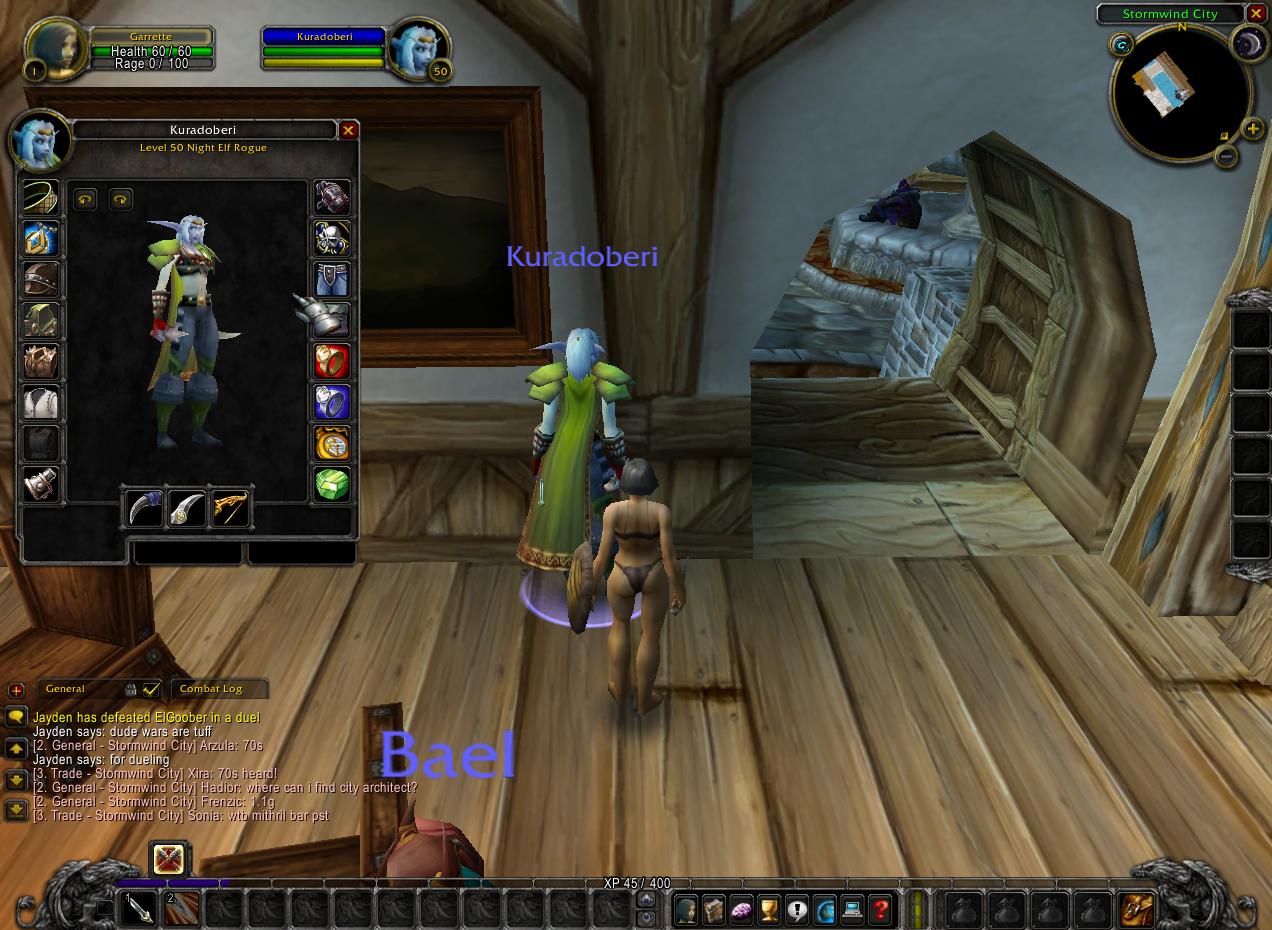 Garrette
Health 60 / 60
Rage 0 / 100
1
Kuradoberi
50
Stormwind City
N
Kuradoberi
Level 50 Night Elf Rogue
Kuradoberi
Bael
General
Combat Log
Jayden has defeated ElGoober in a duel
Jayden says: dude wars are tuff
[2. General - Stormwind City] Arzula: 70s
Jayden says: for dueling
[3. Trade - Stormwind City] Xira: 70s heard!
[2. General - Stormwind City] Hadior: where can i find city architect?
[2. General - Stormwind City] Frenzic: 1.1g
[3. Trade - Stormwind City] Sonia: wtb mithril bar pst
XP 45 / 400
1
2